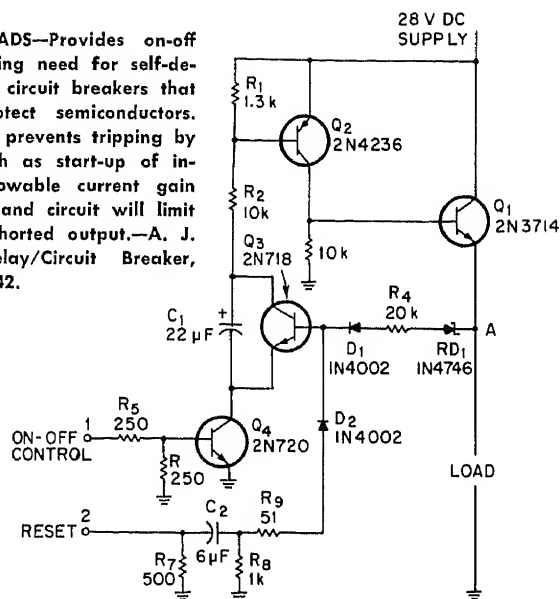 ADS—Provides on-off
ing need for self-de-
circuit breakers that
otect semiconductors.
prevents tripping by
h as start-up of in-
owable current gain
and circuit will limit
horted output.—A. J.
elay/Circuit Breaker,
42.
28 V DC
SUPPLY
R1
1.3 k
Q2
2N4236
R2
10k
Q1
2N3714
Q3
2N718
10k
C1
22 µF
+
R4
20 k
A
D1
1N4002
RD1
1N4746
R5
250
1
ON-OFF
CONTROL
Q4
2N720
D2
1N4002
R
250
LOAD
C2
6µF
R9
51
RESET 2
R7
500
R8
1k